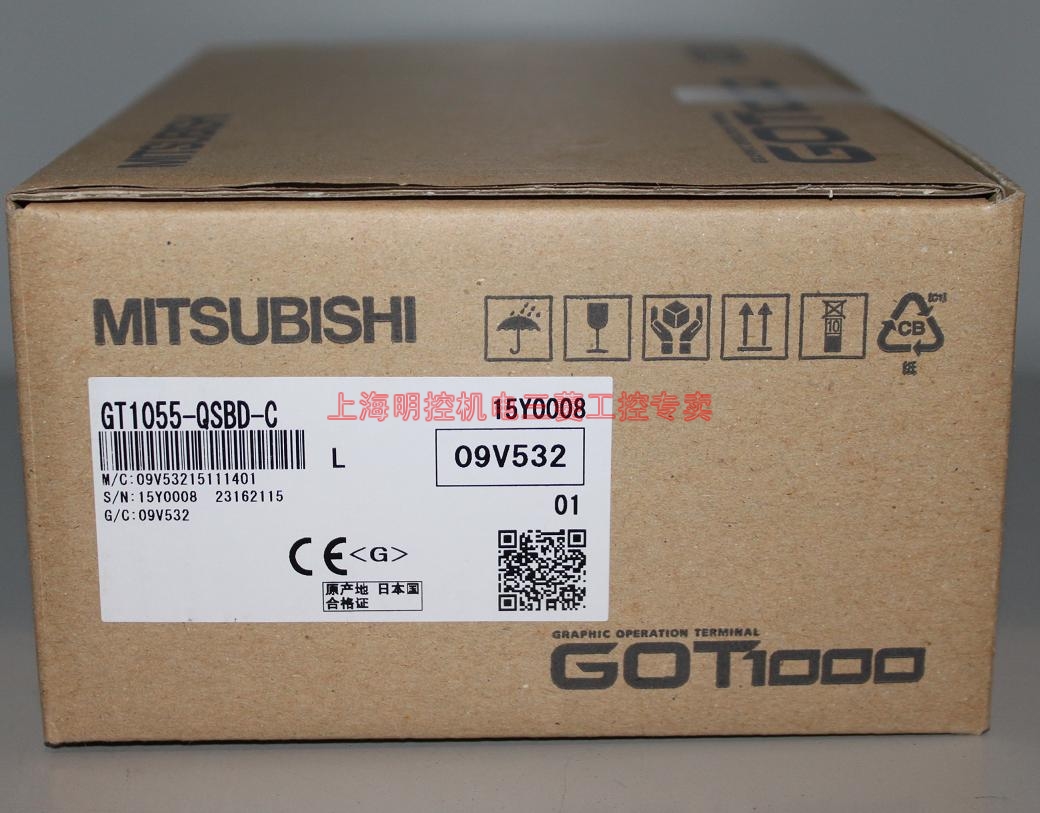 MITSUBISHI
GOT
MITSUBISHI
10
CB
纸
GT1055-QSBD-C
15Y0008
上海明控机电三菱工控专卖
L
09V532
M/C:09V53215111401
S/N:15Y0008 23162115
G/C:09V532
01
CE<G>
原产地 日本国
合格证
GRAPHIC OPERATION TERMINAL
GOT1000